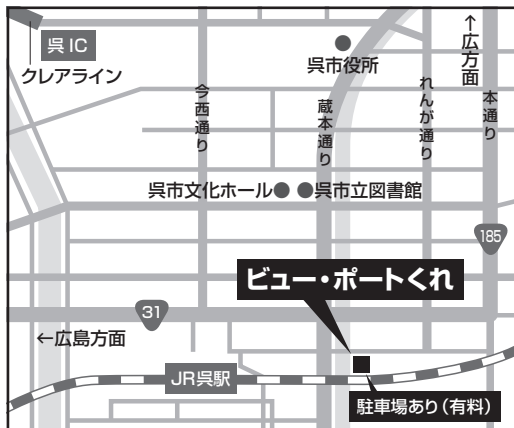 呉IC
クレアライン
呉市役所
↑広方面
今西通り
蔵本通り
れんが通り
本通り
呉市文化ホール● ●呉市立図書館
185
ビュー・ポートくれ
31
←広島方面
JR呉駅
駐車場あり(有料)